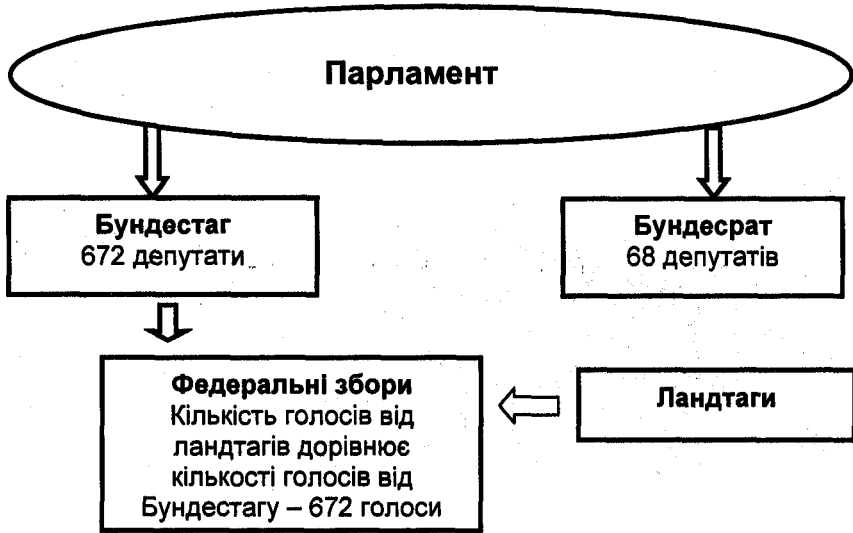 Парламент
Бундестаг
672 депутати
Бундесрат
68 депутатів
Федеральні збори
Кількість голосів від
ландтагів дорівнює
кількості голосів від
Бундестагу – 672 голоси
Ландтаги